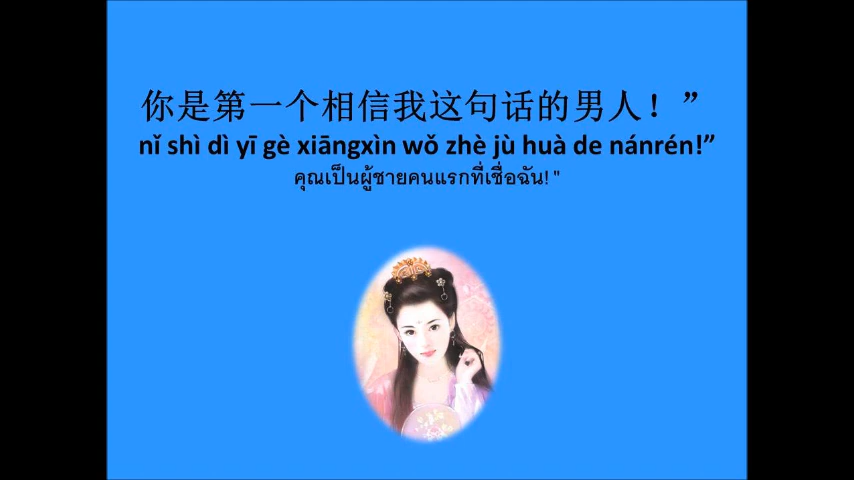 你是第一个相信我这句话的男人！”
nǐ shì dì yī gè xiāngxìn wǒ zhè jù huà de nánrén!”
คุณเป็นผู้ชายคนแรกที่เชื่อฉัน! "